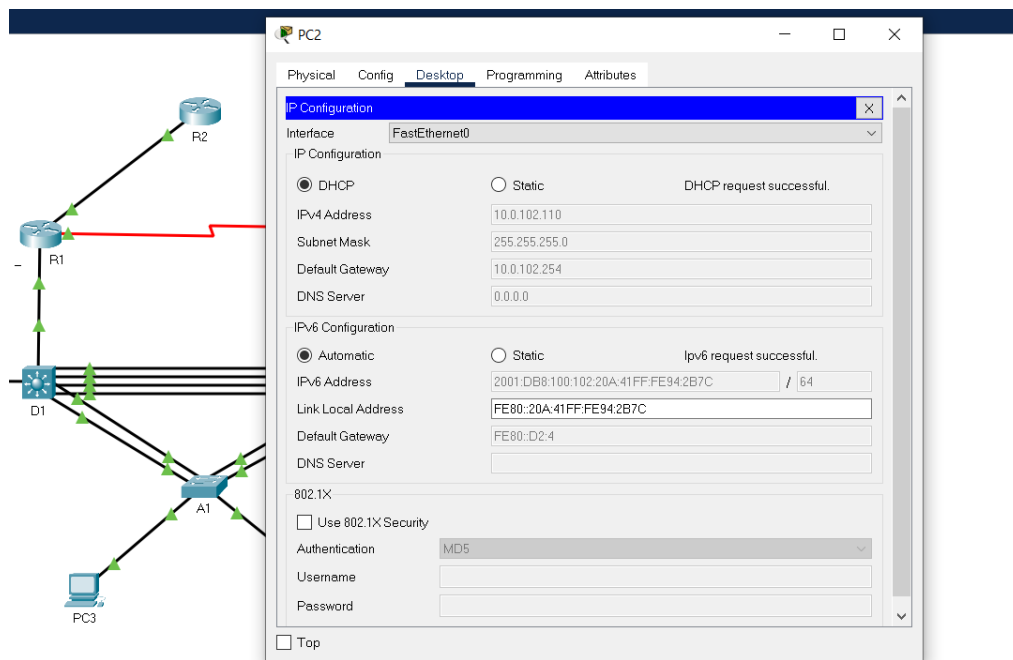 PC2
Physical Config Desktop Programming Attributes
IP Configuration X
Interface FastEthernet0
IP Configuration
DHCP Static DHCP request successful.
IPv4 Address 10.0.102.110
Subnet Mask 255.255.255.0
Default Gateway 10.0.102.254
DNS Server 0.0.0.0
IPv6 Configuration
Automatic Static Ipv6 request successful.
IPv6 Address 2001:DB8:100:102:20A:41FF:FE94:2B7C / 64
Link Local Address FE80::20A:41FF:FE94:2B7C
Default Gateway FE80::D2:4
DNS Server
802.1X
Use 802.1X Security
Authentication MD5
Username
Password
Top
R2
R1
D1
A1
PC3